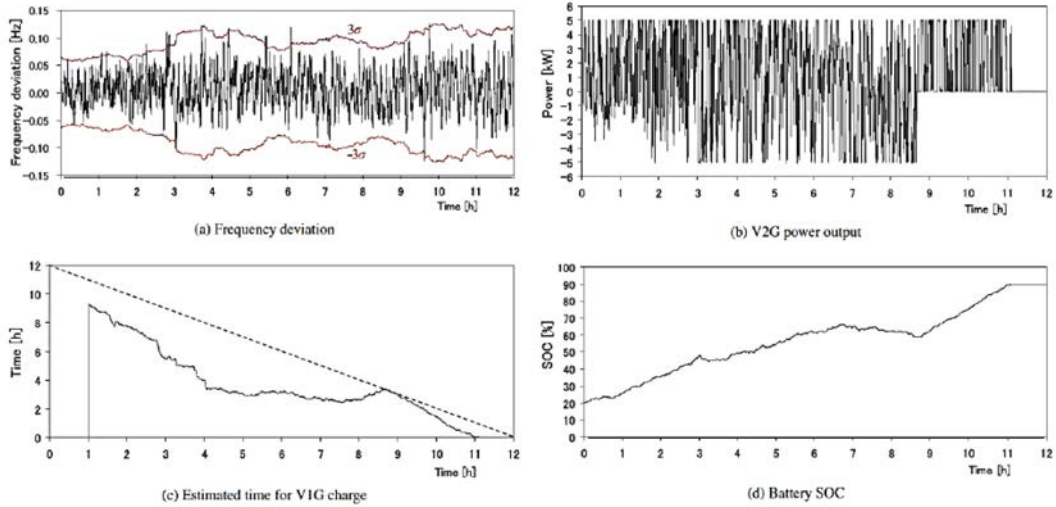 Frequency deviation [Hz]
0.15
0.10
0.05
0.00
-0.05
-0.10
-0.15
3σ
-3σ
0 1 2 3 4 5 6 7 8 9 10 11 12
Time [h]
(a) Frequency deviation
Power [kW]
6
5
4
3
2
1
0
-1
-2
-3
-4
-5
-6
0 1 2 3 4 5 6 7 8 9 10 11 12
Time [h]
(b) V2G power output
Time [h]
12
10
8
6
4
2
0
0 1 2 3 4 5 6 7 8 9 10 11 12
Time [h]
(c) Estimated time for V1G charge
SOC [%]
100
90
80
70
60
50
40
30
20
10
0
0 1 2 3 4 5 6 7 8 9 10 11 12
Time [h]
(d) Battery SOC